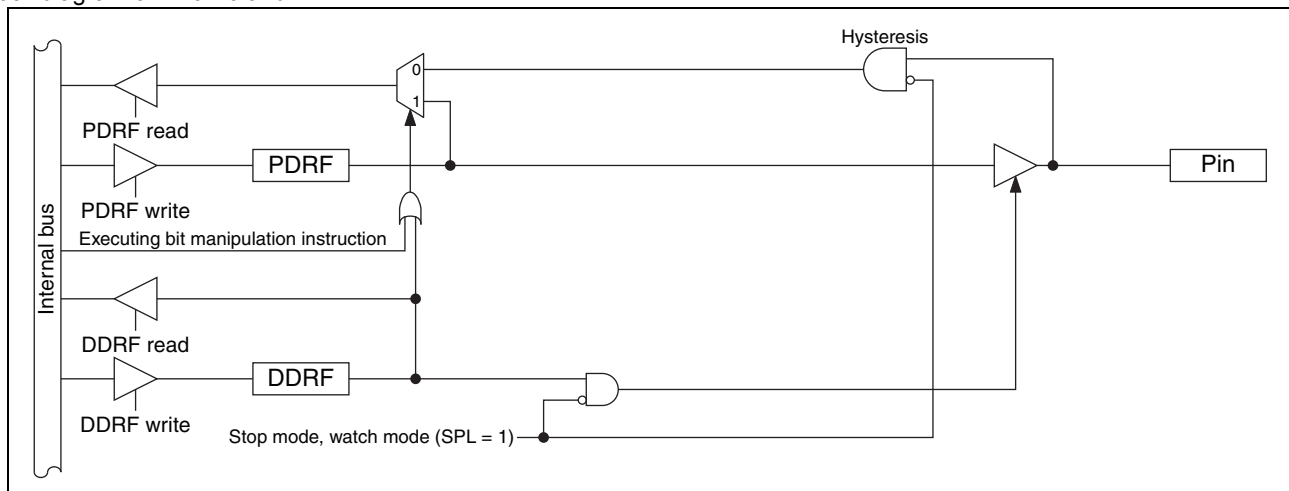 Hysteresis
0
1
PDRF read
PDRF
Pin
PDRF write
Executing bit manipulation instruction
Internal bus
DDRF read
DDRF
DDRF write
Stop mode, watch mode (SPL = 1)